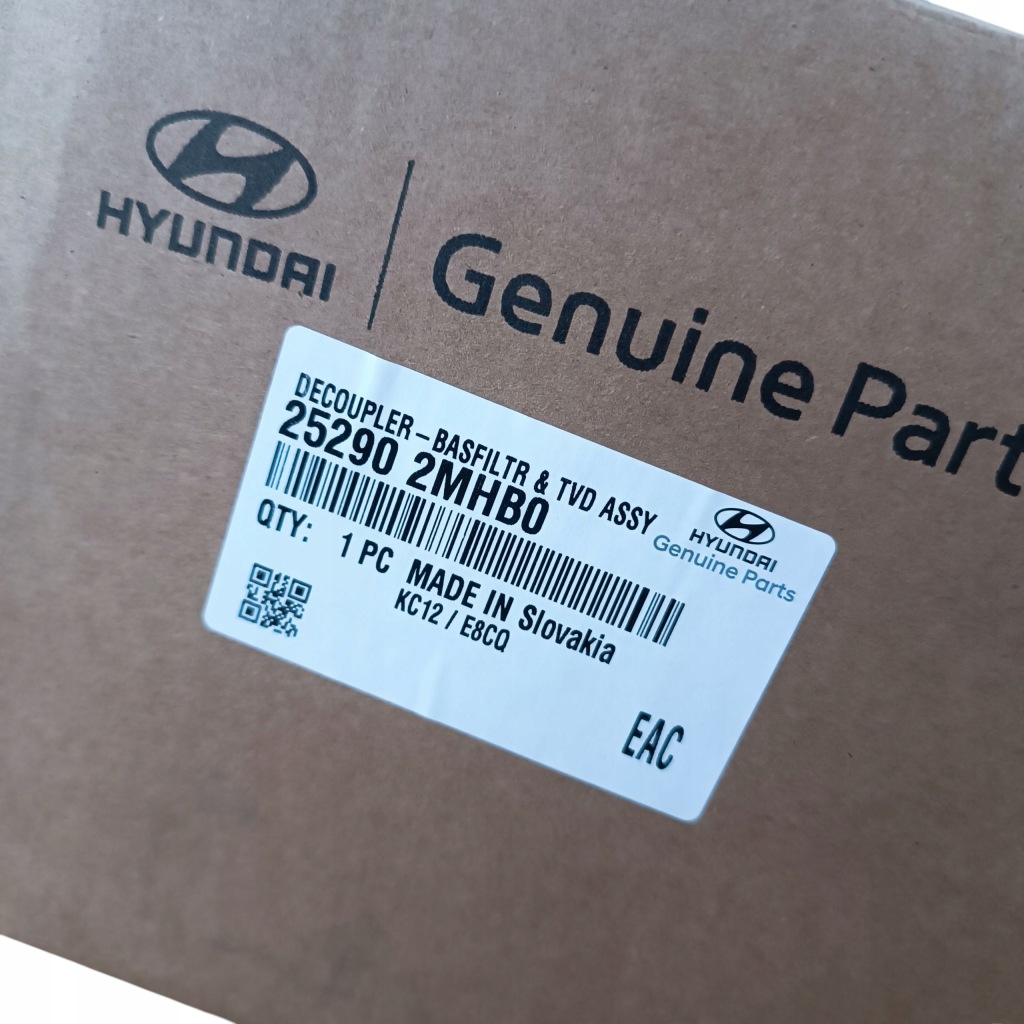 HYUNDAI
Genuine Part
DECOUPLER-BASFILTR & TVD ASSY
25290 2MHB0
HYUNDAI
Genuine Parts
QTY: 1 PC MADE IN Slovakia
KC12 / E8CQ
EAC